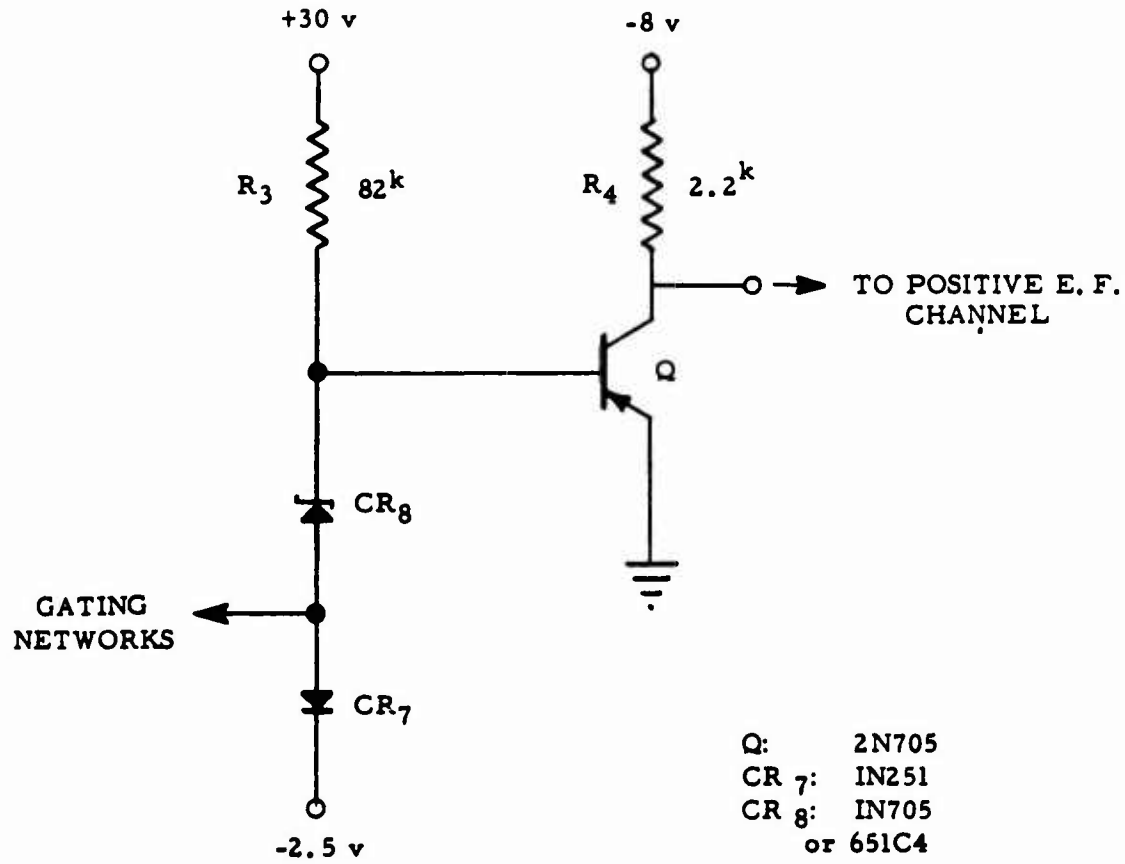 +30 v
-8 v
R3 82k
R4 2.2k
TO POSITIVE E. F.
CHANNEL
Q
CR8
GATING
NETWORKS
CR7
-2.5 v
Q: 2N705
CR 7: IN251
CR 8: IN705
or 651C4